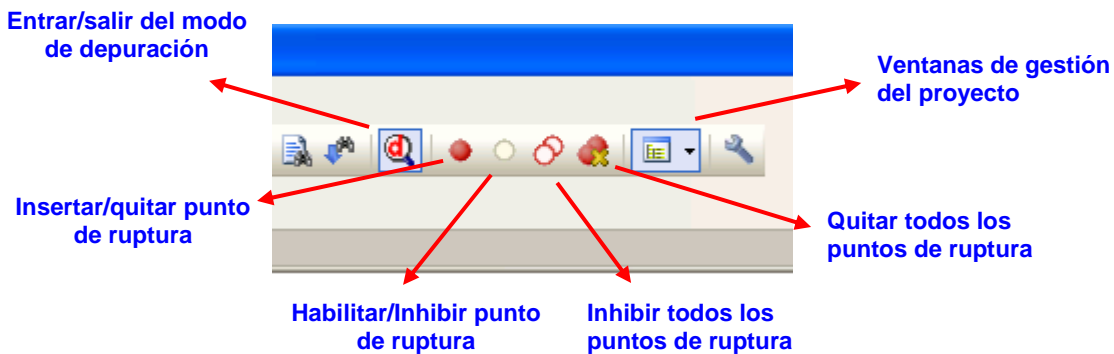 Entrar/salir del modo
de depuración
Ventanas de gestión
del proyecto
d
Insertar/quitar punto
de ruptura
Quitar todos los
puntos de ruptura
Habilitar/Inhibir punto
de ruptura
Inhibir todos los
puntos de ruptura